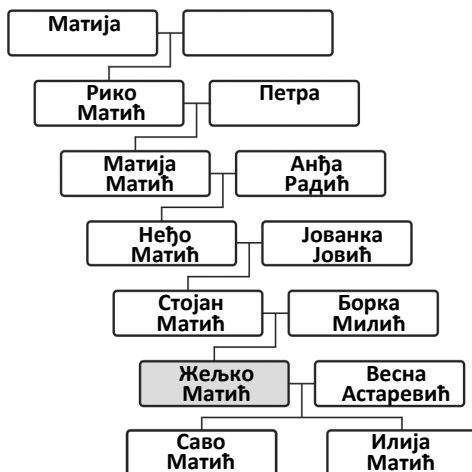 Матија
Рико
Матић
Петра
Матија
Матић
Анђа
Радић
Неђо
Матић
Јованка
Јовић
Стојан
Матић
Борка
Милић
Жељко
Матић
Весна
Астаревић
Саво
Матић
Илија
Матић